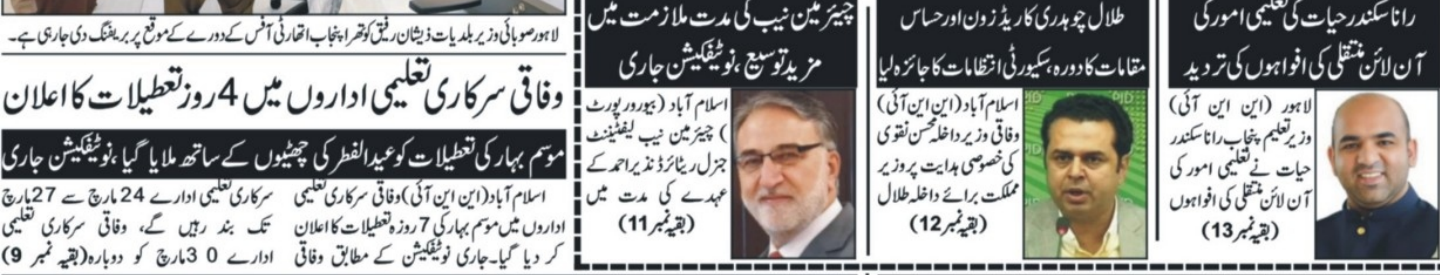 رانا سکندر حیات کی تعلیمی امور کی
آن لائن منتقلی کی افواہوں کی تردید
لاہور (این این آئی)
وزیر تعلیم پنجاب رانا سکندر
حیات نے تعلیمی امور کی
آن لائن منتقلی کی افواہوں
(بقیہ نمبر 13)
طلال چوہدری کا ریڈ زون اور حساس
مقامات کا دورہ، سکیورٹی انتظامات کا جائزہ لیا
اسلام آباد (این این آئی)
وفاقی وزیر داخلہ محسن نقوی
کی خصوصی ہدایت پر وزیر
مملکت برائے داخلہ طلال
(بقیہ نمبر 12)
PJD
چیئرمین نیب کی مدت ملازمت میں
مزید توسیع، نوٹیفکیشن جاری
اسلام آباد (بیورو رپورٹ
) چیئرمین نیب لیفٹیننٹ
جنرل ریٹائرڈ نذیر احمد کے
عہدے کی مدت میں
(بقیہ نمبر 11)
لاہور صوبائی وزیر بلدیات ذیشان رفیق کو ستھرا پنجاب اتھارٹی آفس کے دورے کے موقع پر بریفنگ دی جا رہی ہے۔
وفاقی سرکاری تعلیمی اداروں میں 4 روز تعطیلات کا اعلان
موسم بہار کی تعطیلات کو عید الفطر کی چھٹیوں کے ساتھ ملایا گیا، نوٹیفکیشن جاری
اسلام آباد (این این آئی) وفاقی سرکاری تعلیمی
اداروں میں موسم بہار کی 7 روزہ تعطیلات کا اعلان
کر دیا گیا۔ جاری نوٹیفکیشن کے مطابق وفاقی
سرکاری تعلیمی ادارے 24 مارچ سے 27 مارچ
تک بند رہیں گے، وفاقی سرکاری تعلیمی
ادارے 30 مارچ کو دوبارہ (بقیہ نمبر 9)